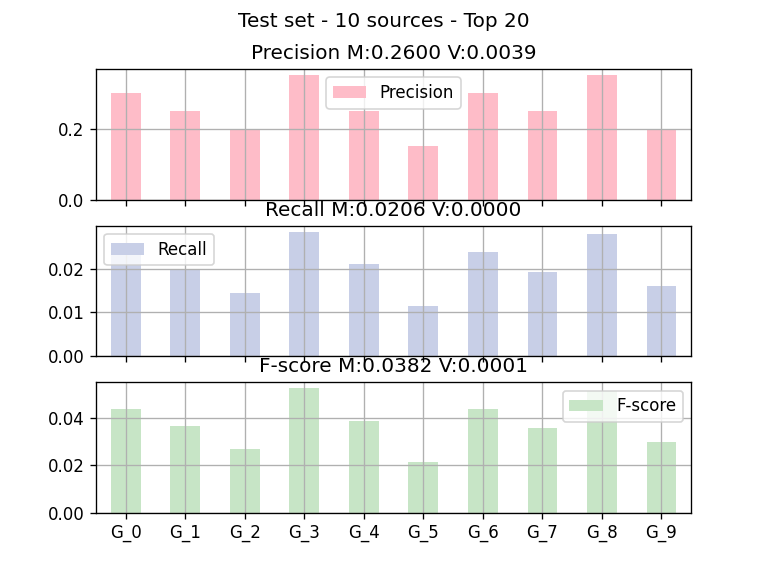 Test set - 10 sources - Top 20
Precision M:0.2600 V:0.0039
Precision
0.2
0.0
Recall M:0.0206 V:0.0000
Recall
0.02
0.01
0.00
F-score M:0.0382 V:0.0001
F-score
0.04
0.02
0.00
G_0 G_1 G_2 G_3 G_4 G_5 G_6 G_7 G_8 G_9